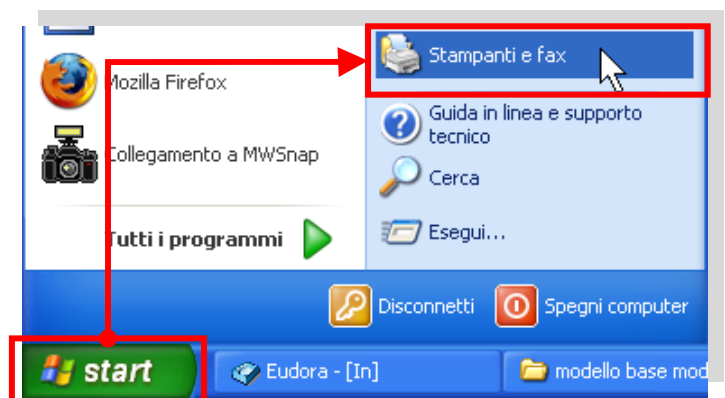 Stampanti e fax
Mozilla Firefox
Guida in linea e supporto
tecnico
Collegamento a MWSnap
Cerca
Tutti i programmi
Esegui...
Disconnetti
Spegni computer
start
Eudora - [In]
modello base mod